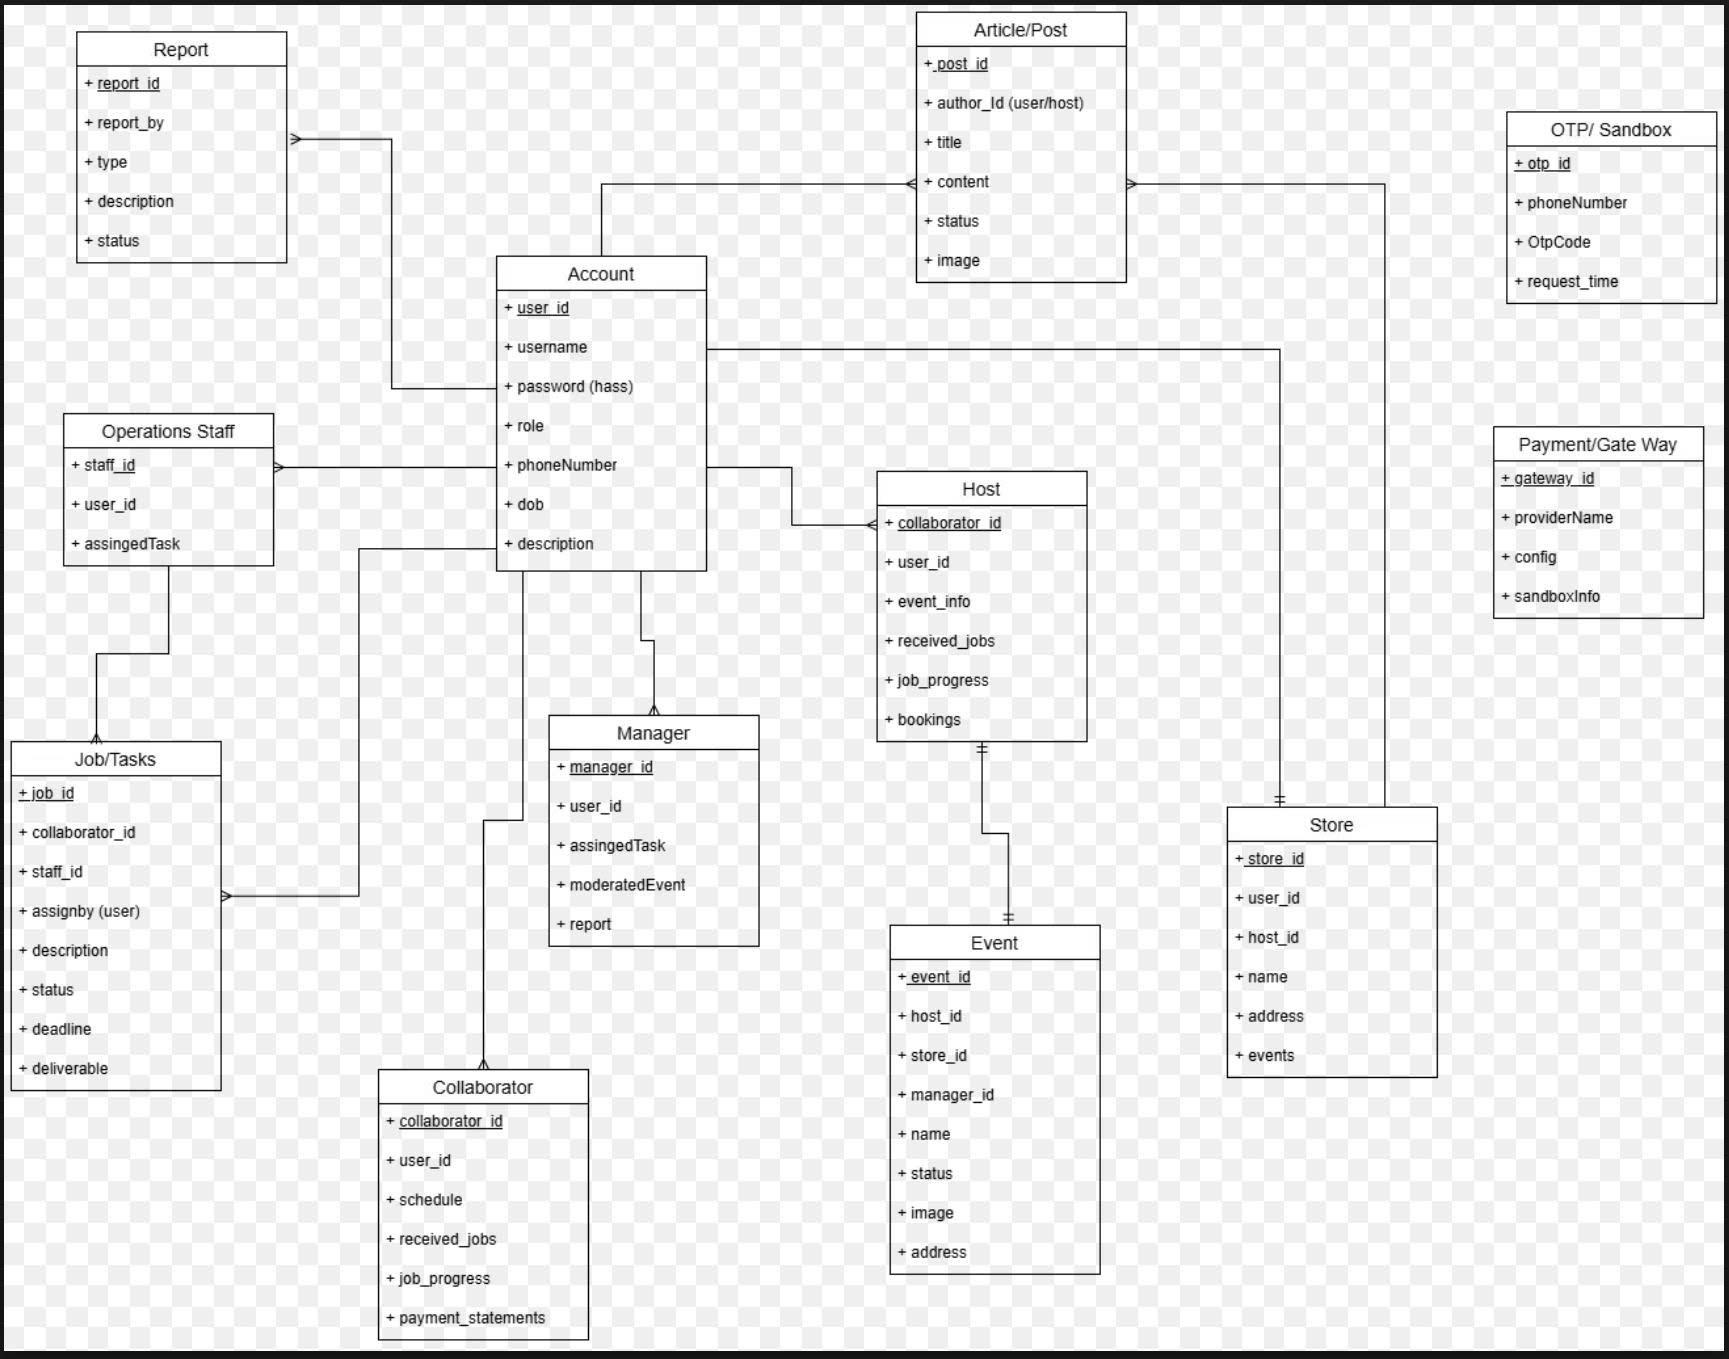 Report
+ report_id
+ report_by
+ type
+ description
+ status
Article/Post
+ post_id
+ author_Id (user/host)
+ title
+ content
+ status
+ image
OTP/ Sandbox
+ otp_id
+ phoneNumber
+ OtpCode
+ request_time
Account
+ user_id
+ username
+ password (hass)
+ role
+ phoneNumber
+ dob
+ description
Operations Staff
+ staff_id
+ user_id
+ assingedTask
Host
+ collaborator_id
+ user_id
+ event_info
+ received_jobs
+ job_progress
+ bookings
Payment/Gate Way
+ gateway_id
+ providerName
+ config
+ sandboxInfo
Job/Tasks
+ job_id
+ collaborator_id
+ staff_id
+ assignby (user)
+ description
+ status
+ deadline
+ deliverable
Manager
+ manager_id
+ user_id
+ assingedTask
+ moderatedEvent
+ report
Store
+ store_id
+ user_id
+ host_id
+ name
+ address
+ events
Event
+ event_id
+ host_id
+ store_id
+ manager_id
+ name
+ status
+ image
+ address
Collaborator
+ collaborator_id
+ user_id
+ schedule
+ received_jobs
+ job_progress
+ payment_statements